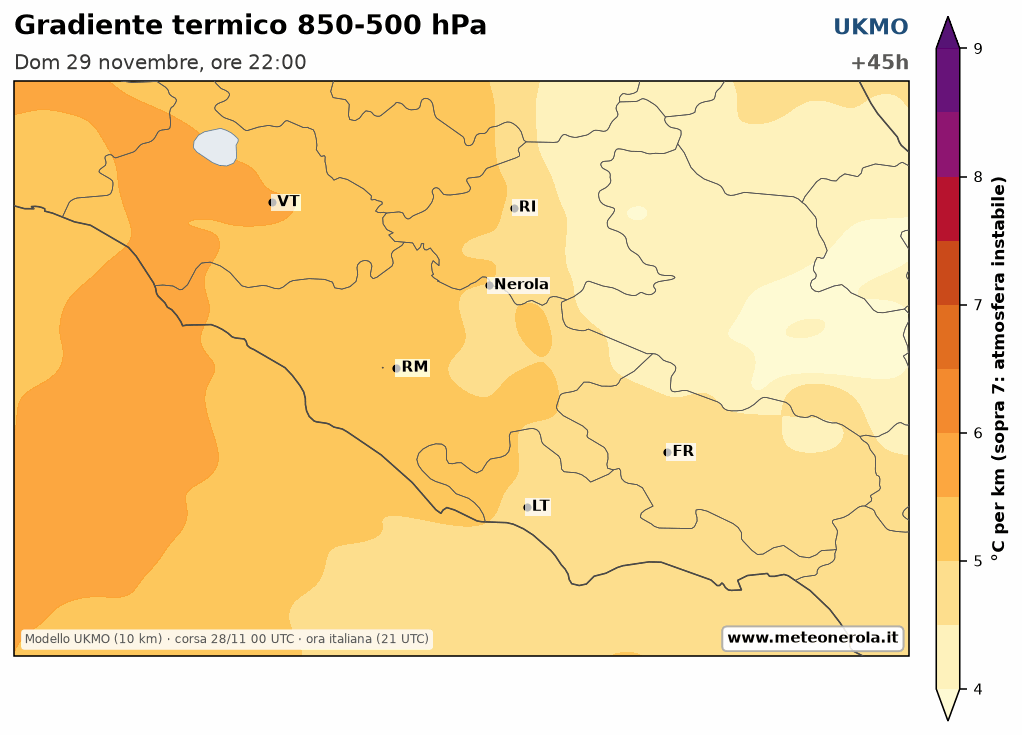 Gradiente termico 850-500 hPa
UKMO
Dom 29 novembre, ore 22:00
+45h
9
8
7
6
5
4
°C per km (sopra 7: atmosfera instabile)
VT
RI
Nerola
RM
FR
LT
Modello UKMO (10 km) · corsa 28/11 00 UTC · ora italiana (21 UTC)
www.meteonerola.it